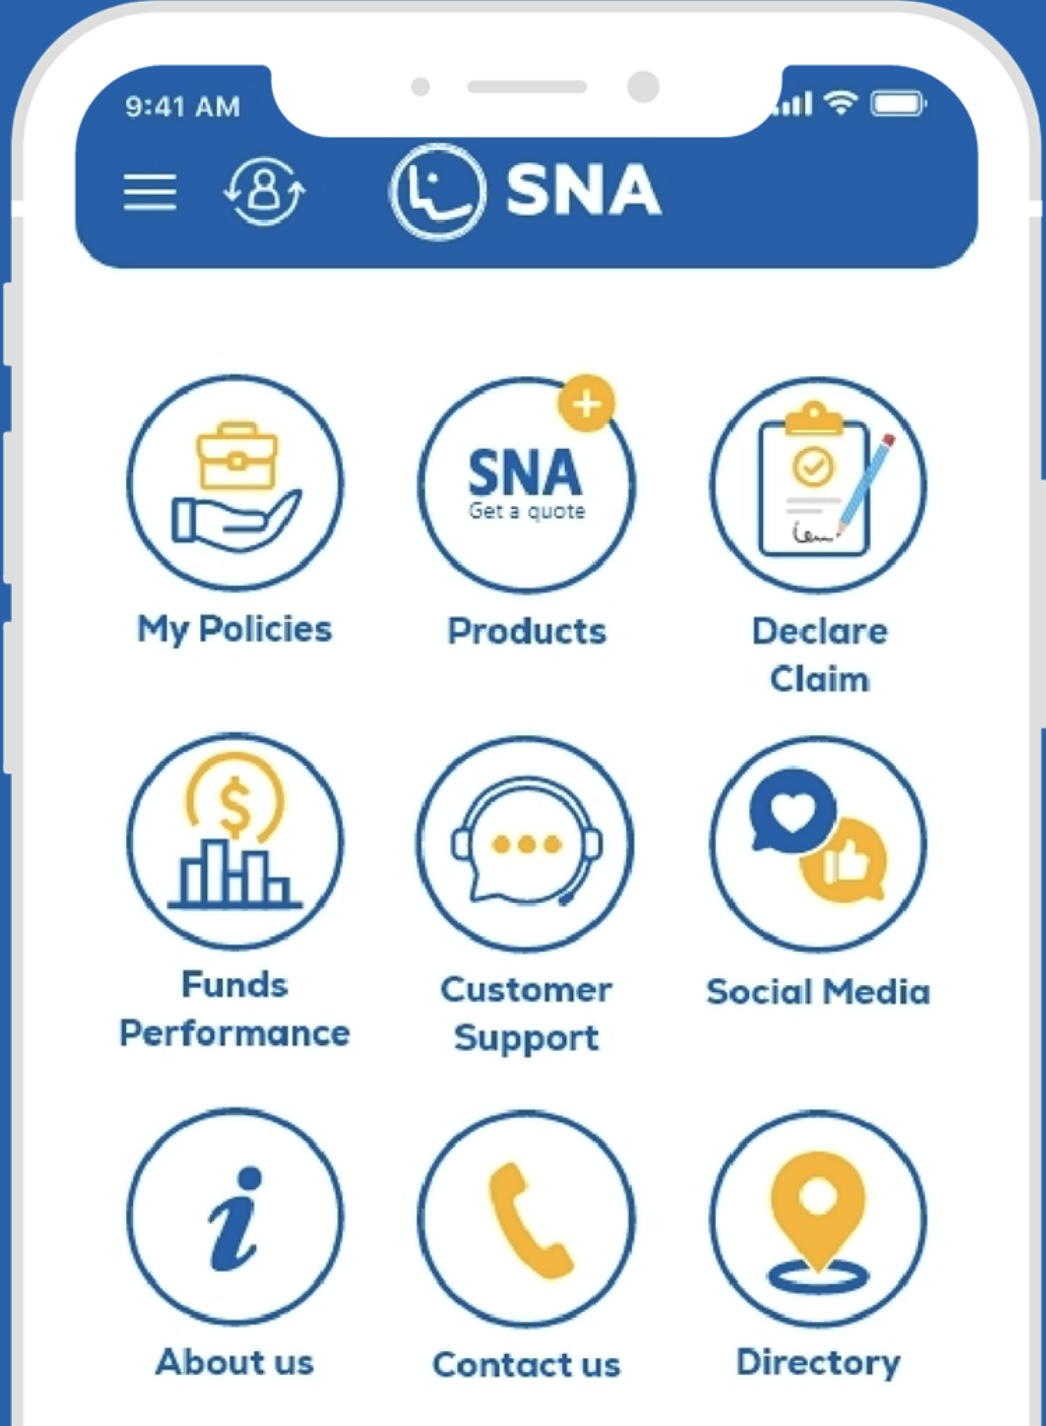 9:41 AM
SNA
SNA
Get a quote
My Policies
Products
Declare
Claim
Funds
Performance
Customer
Support
Social Media
About us
Contact us
Directory